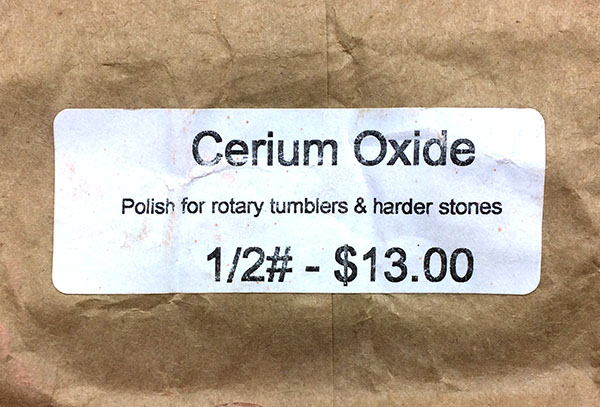 Cerium Oxide
Polish for rotary tumblers & harder stones
1/2# - $13.00